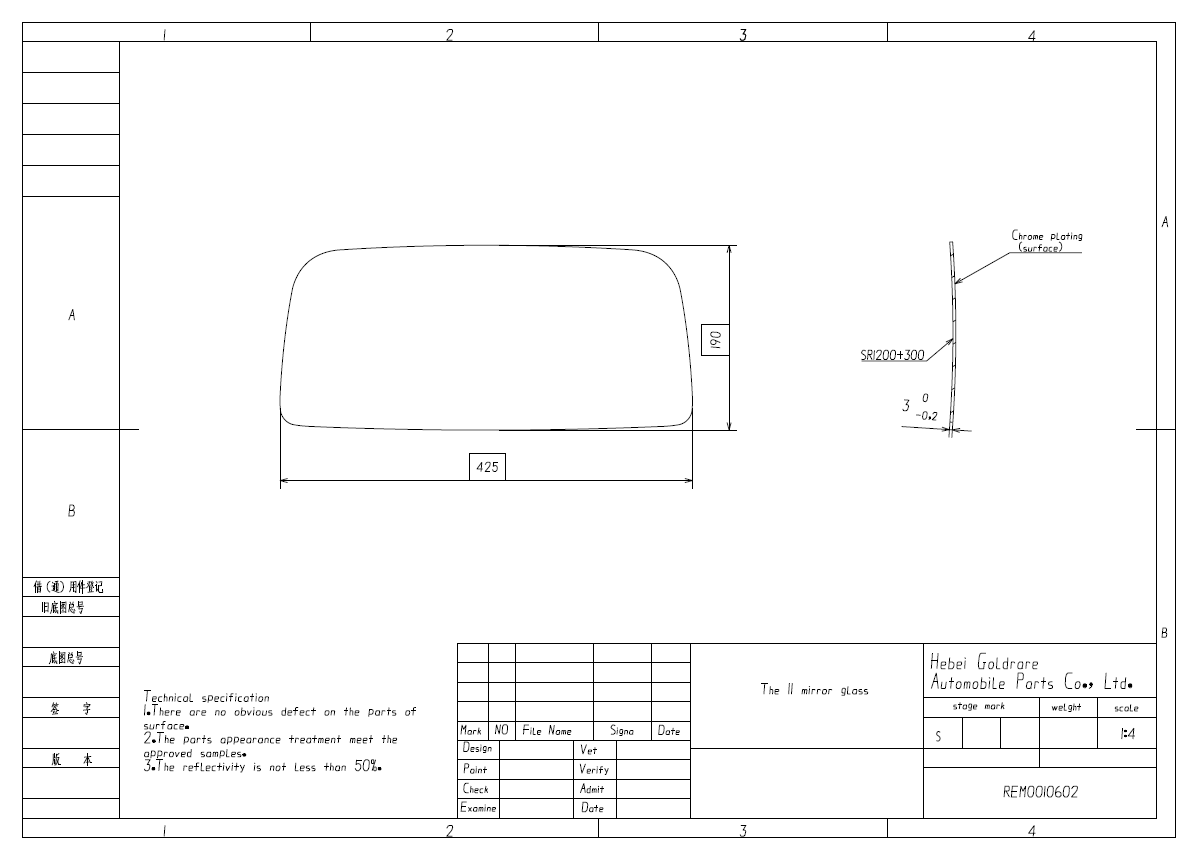 1 2 3 4
A
Chrome plating
(surface)
A
190
SR1200+300
3 0
-0.2
425
B
借（通）用件登记
旧底图总号
B
底图总号
Hebei Goldrare
Automobile Parts Co., Ltd.
The II mirror glass
Technical specification
1.There are no obvious defect on the parts of
surface.
2.The parts appearance treatment meet the
approved samples.
3.The reflectivity is not less than 50%.
签 字
stage mark weight scale
Mark NO File Name Signa Date
S 1:4
Design Vet
版 本
Point Verify
Check Admit
REM0010602
Examine Date
1 2 3 4